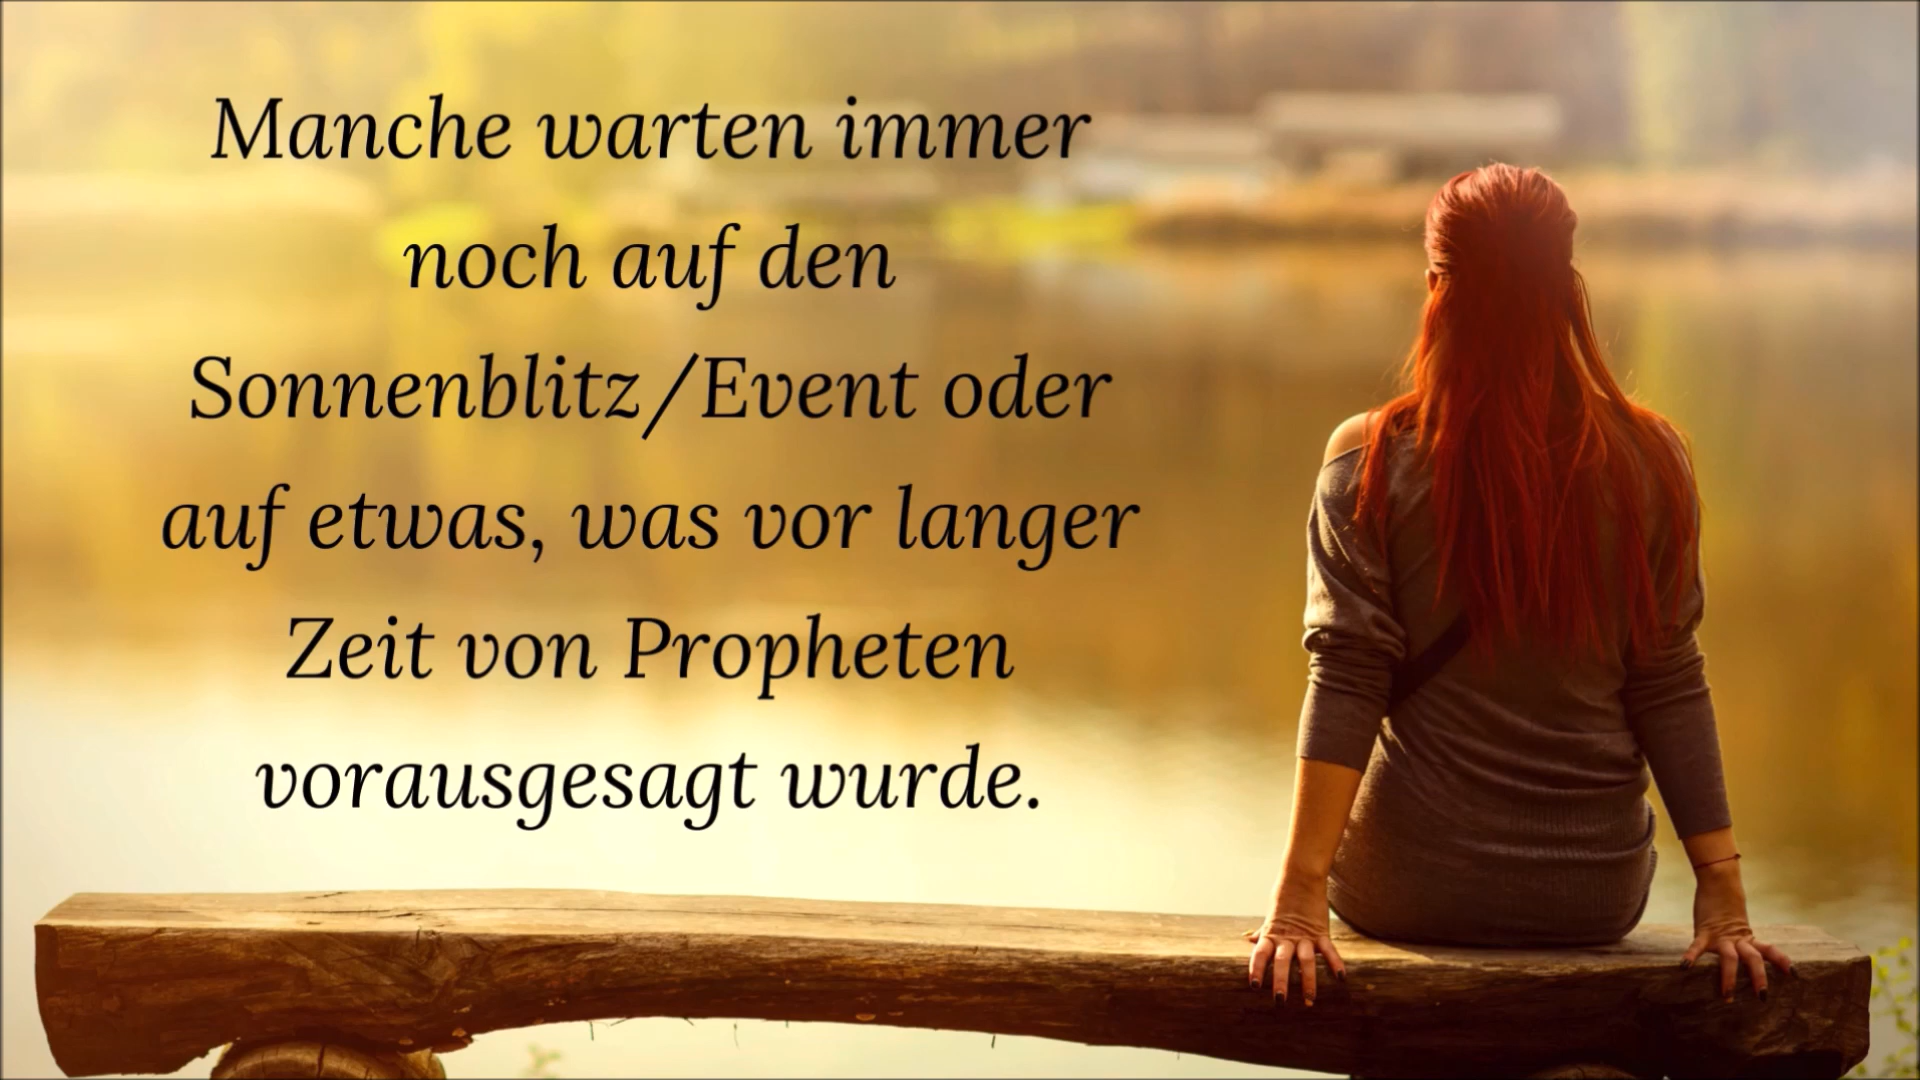 Manche warten immer
noch auf den
Sonnenblitz/Event oder
auf etwas, was vor langer
Zeit von Propheten
vorausgesagt wurde.